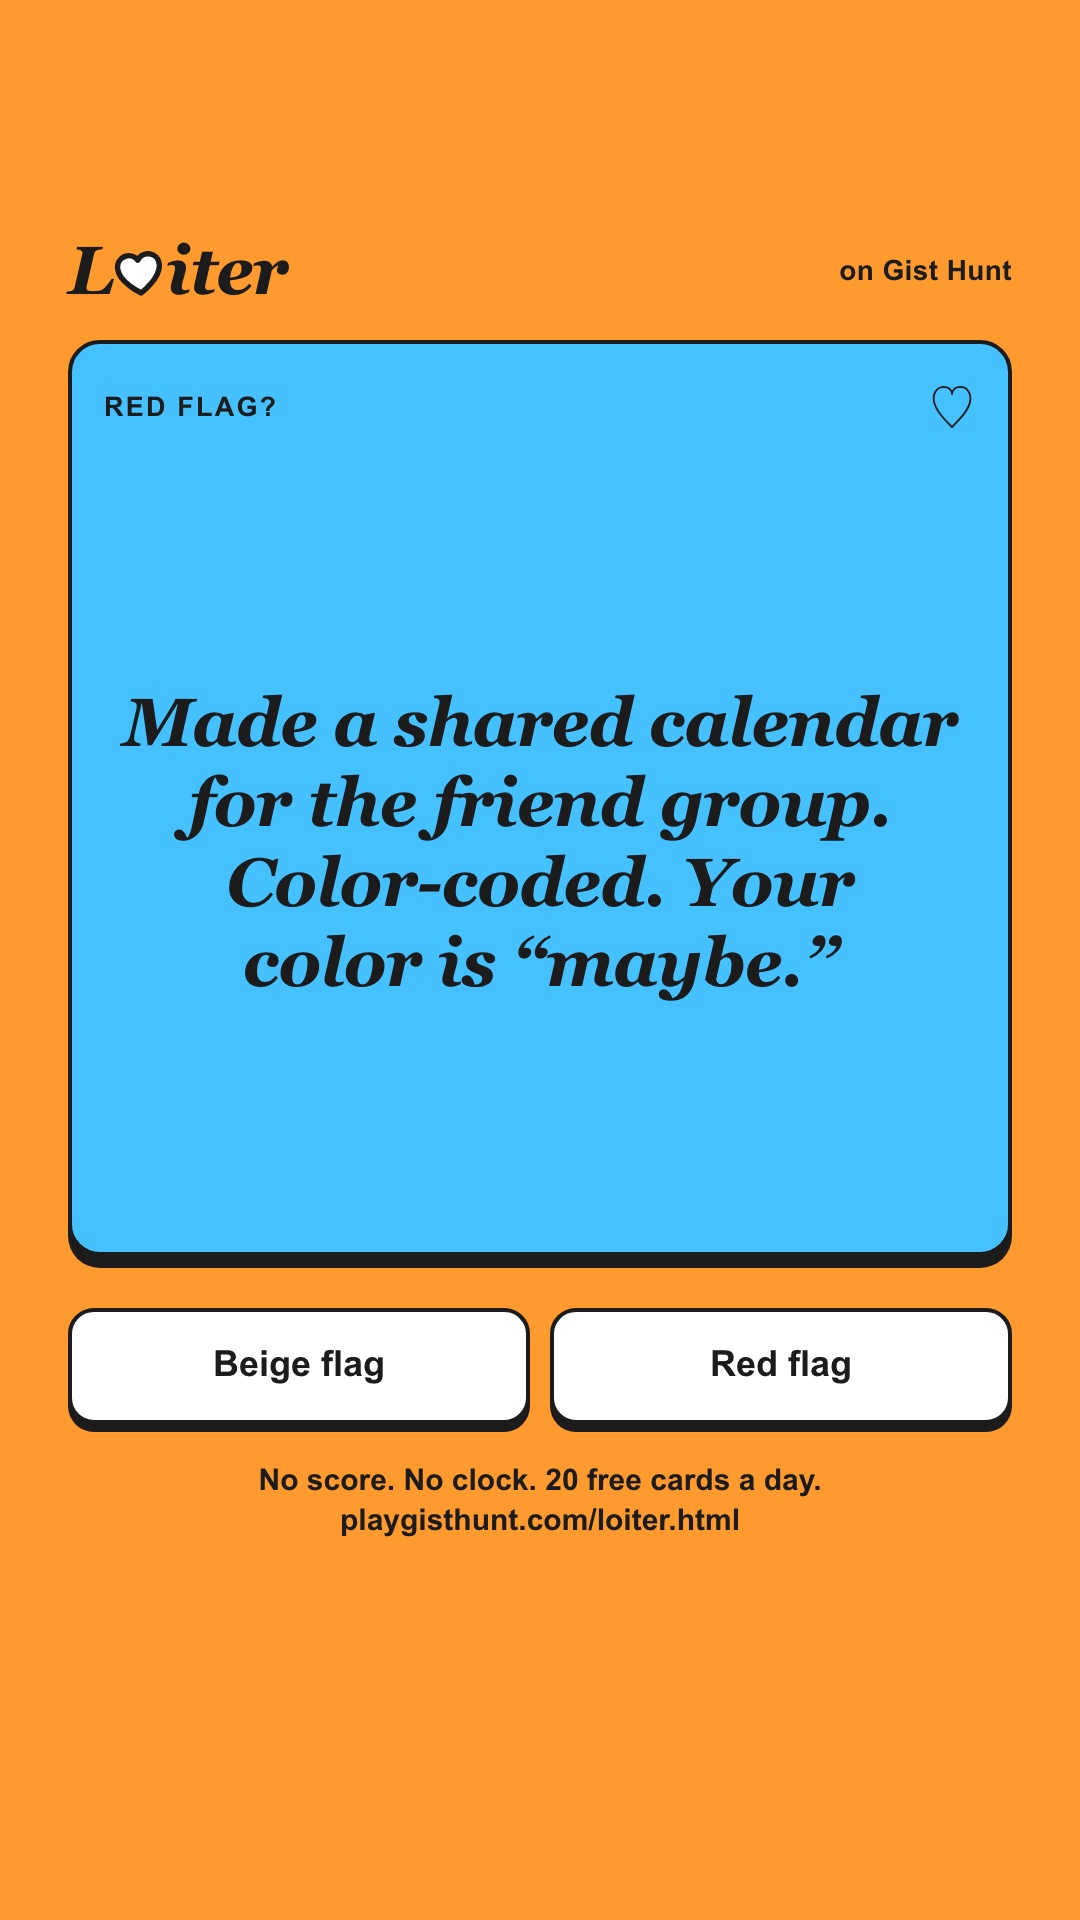 Loiter
on Gist Hunt
RED FLAG?
Made a shared calendar
for the friend group.
Color-coded. Your
color is “maybe.”
Beige flag
Red flag
No score. No clock. 20 free cards a day.
playgisthunt.com/loiter.html